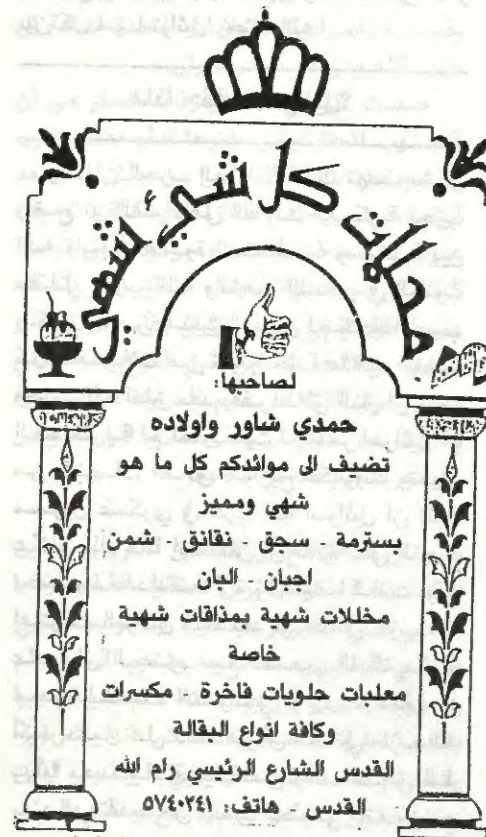 محلات كل شي شهي
لصاحبها:
حمدي شاور واولاده
تضيف الى موائدكم كل ما هو
شهي ومميز
بسترمة - سجق - نقانق - شمن
اجبان - البان
مخللات شهية بمذاقات شهية
خاصة
معلبات حلويات فاخرة - مكسرات
وكافة انواع البقالة
القدس الشارع الرئيسي رام الله
القدس - هاتف: ٥٧٤٠٣٤١